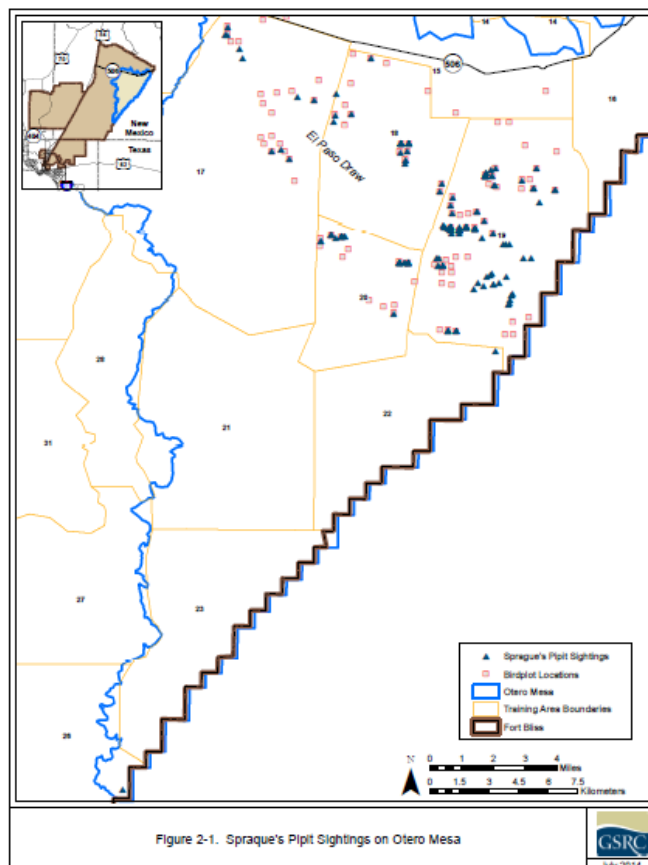 14
14
506
15
16
18
17
El Paso Draw
19
20
28
21
22
31
27
23
26
54
70
506
New
Mexico
Texas
62
Sprague's Pipit Sightings
Birdplot Locations
Otero Mesa
Training Area Boundaries
Fort Bliss
N
0 1 2 3 4
Miles
0 1.5 3 4.5 6 7.5
Kilometers
Figure 2-1. Sprague's Pipit Sightings on Otero Mesa
GSRC